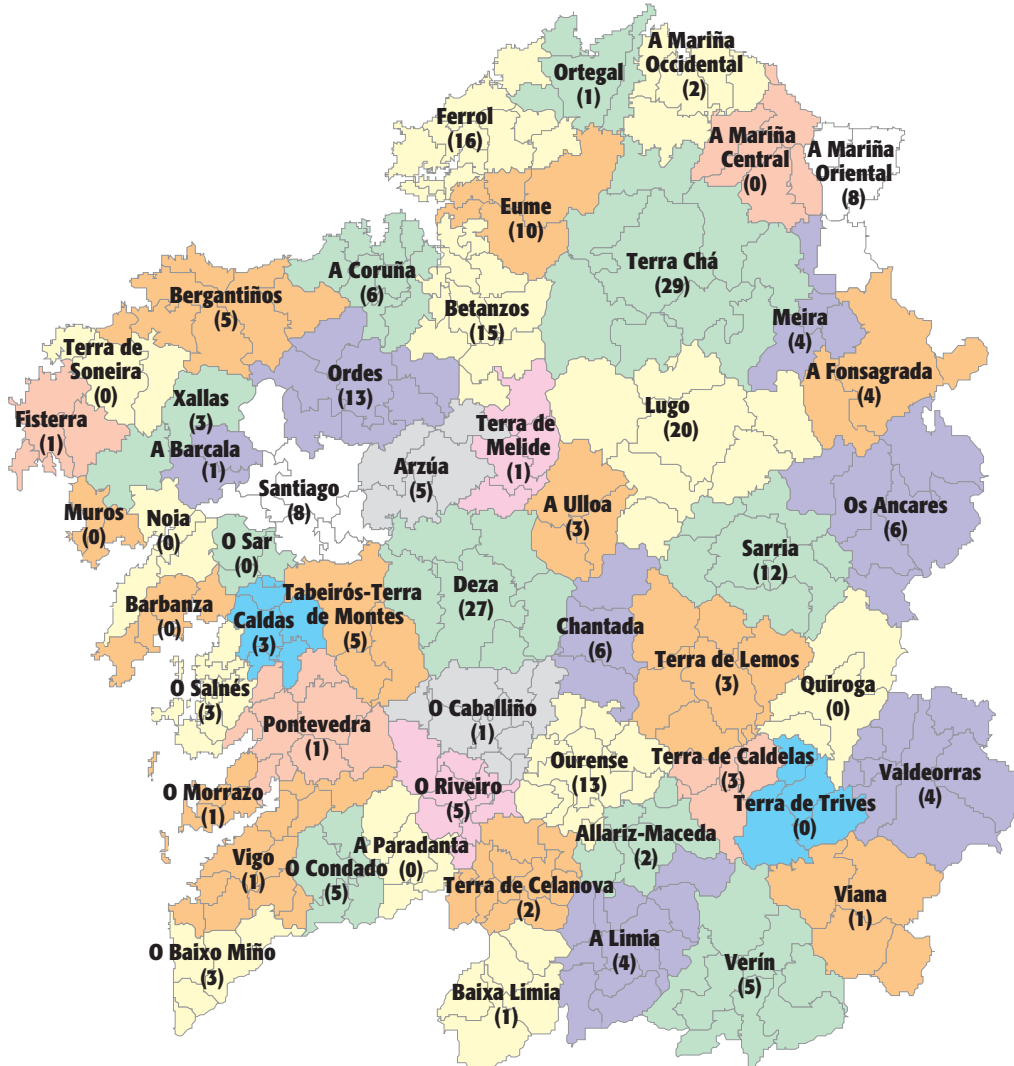 A Mariña
Occidental
(2)
Ortegal
(1)
Ferrol
(16)
A Mariña
Central
(0)
A Mariña
Oriental
(8)
Eume
(10)
Terra Chá
(29)
A Coruña
(6)
Bergantiños
(5)
Betanzos
(15)
Meira
(4)
Terra de
Soneira
(0)
Ordes
(13)
A Fonsagrada
(4)
Xallas
(3)
Lugo
(20)
Fisterra
(1)
Terra de
Melide
(1)
A Barcala
(1)
Arzúa
(5)
Santiago
(8)
A Ulloa
(3)
Os Ancares
(6)
Muros
(0)
Noia
(0)
O Sar
(0)
Sarria
(12)
Deza
(27)
Tabeirós-Terra
de Montes
(5)
Barbanza
(0)
Caldas
(3)
Chantada
(6)
Terra de Lemos
(3)
O Salnés
(3)
Quiroga
(0)
O Caballiño
(1)
Pontevedra
(1)
Terra de Caldelas
(3)
Ourense
(13)
Valdeorras
(4)
O Morrazo
(1)
O Riveiro
(5)
Terra de Trives
(0)
Allariz-Maceda
(2)
A Paradanta
(0)
Vigo
(1)
O Condado
(5)
Terra de Celanova
(2)
Viana
(1)
A Limia
(4)
O Baixo Miño
(3)
Verín
(5)
Baixa Limia
(1)